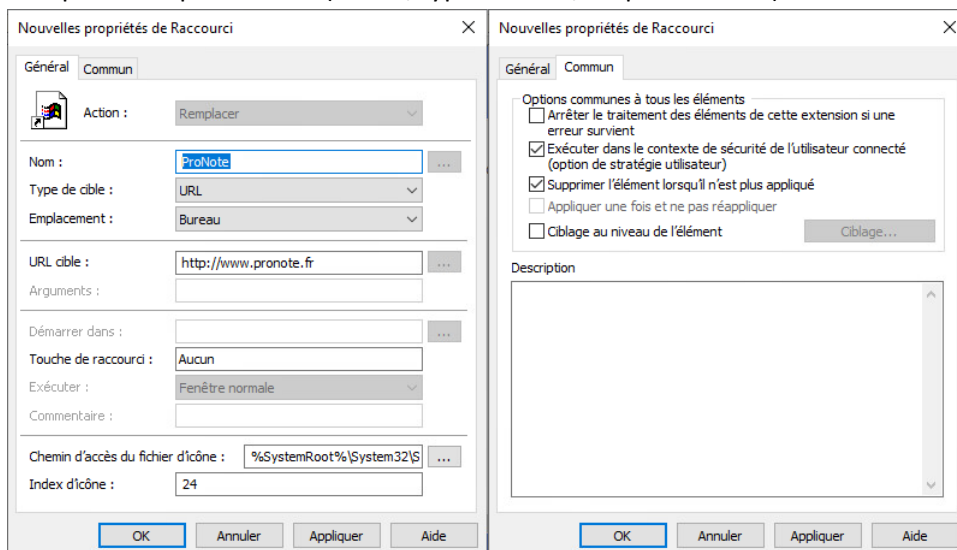 Nouvelles propriétés de Raccourci
Général Commun
Action : Remplacer
Nom : ProNote ...
Type de cible : URL
Emplacement : Bureau
URL cible : http://www.pronote.fr ...
Arguments :
Démarrer dans : ...
Touche de raccourci : Aucun
Exécuter : Fenêtre normale
Commentaire :
Chemin d'accès du fichier d'icône : %SystemRoot%\System32\S ...
Index d'icône : 24
OK Annuler Appliquer Aide
Nouvelles propriétés de Raccourci
Général Commun
Options communes à tous les éléments
Arrêter le traitement des éléments de cette extension si une
erreur survient
Exécuter dans le contexte de sécurité de l'utilisateur connecté
(option de stratégie utilisateur)
Supprimer l'élément lorsqu'il n'est plus appliqué
Appliquer une fois et ne pas réappliquer
Ciblage au niveau de l'élément Ciblage...
Description
OK Annuler Appliquer Aide